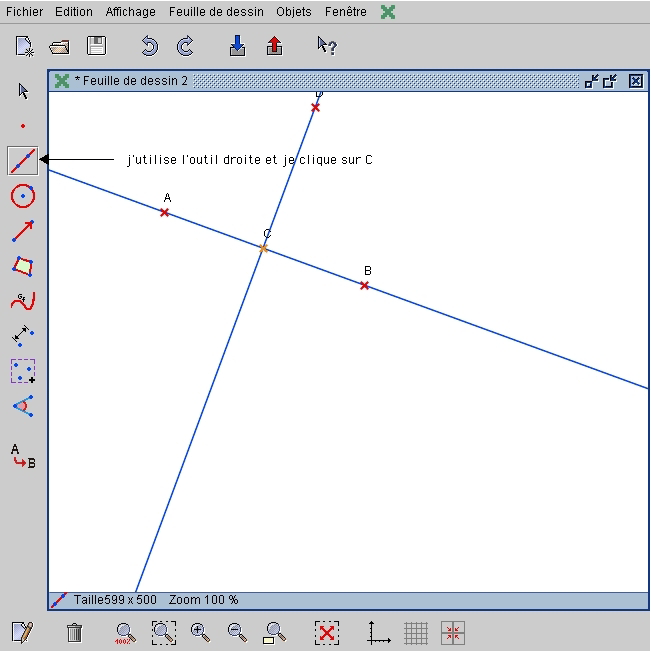 Fichier Edition Affichage Feuille de dessin Objets Fenêtre
* Feuille de dessin 2
D
j'utilise l'outil droite et je clique sur C
A
C
B
A
B
Taille599 x 500 Zoom 100 %
100%